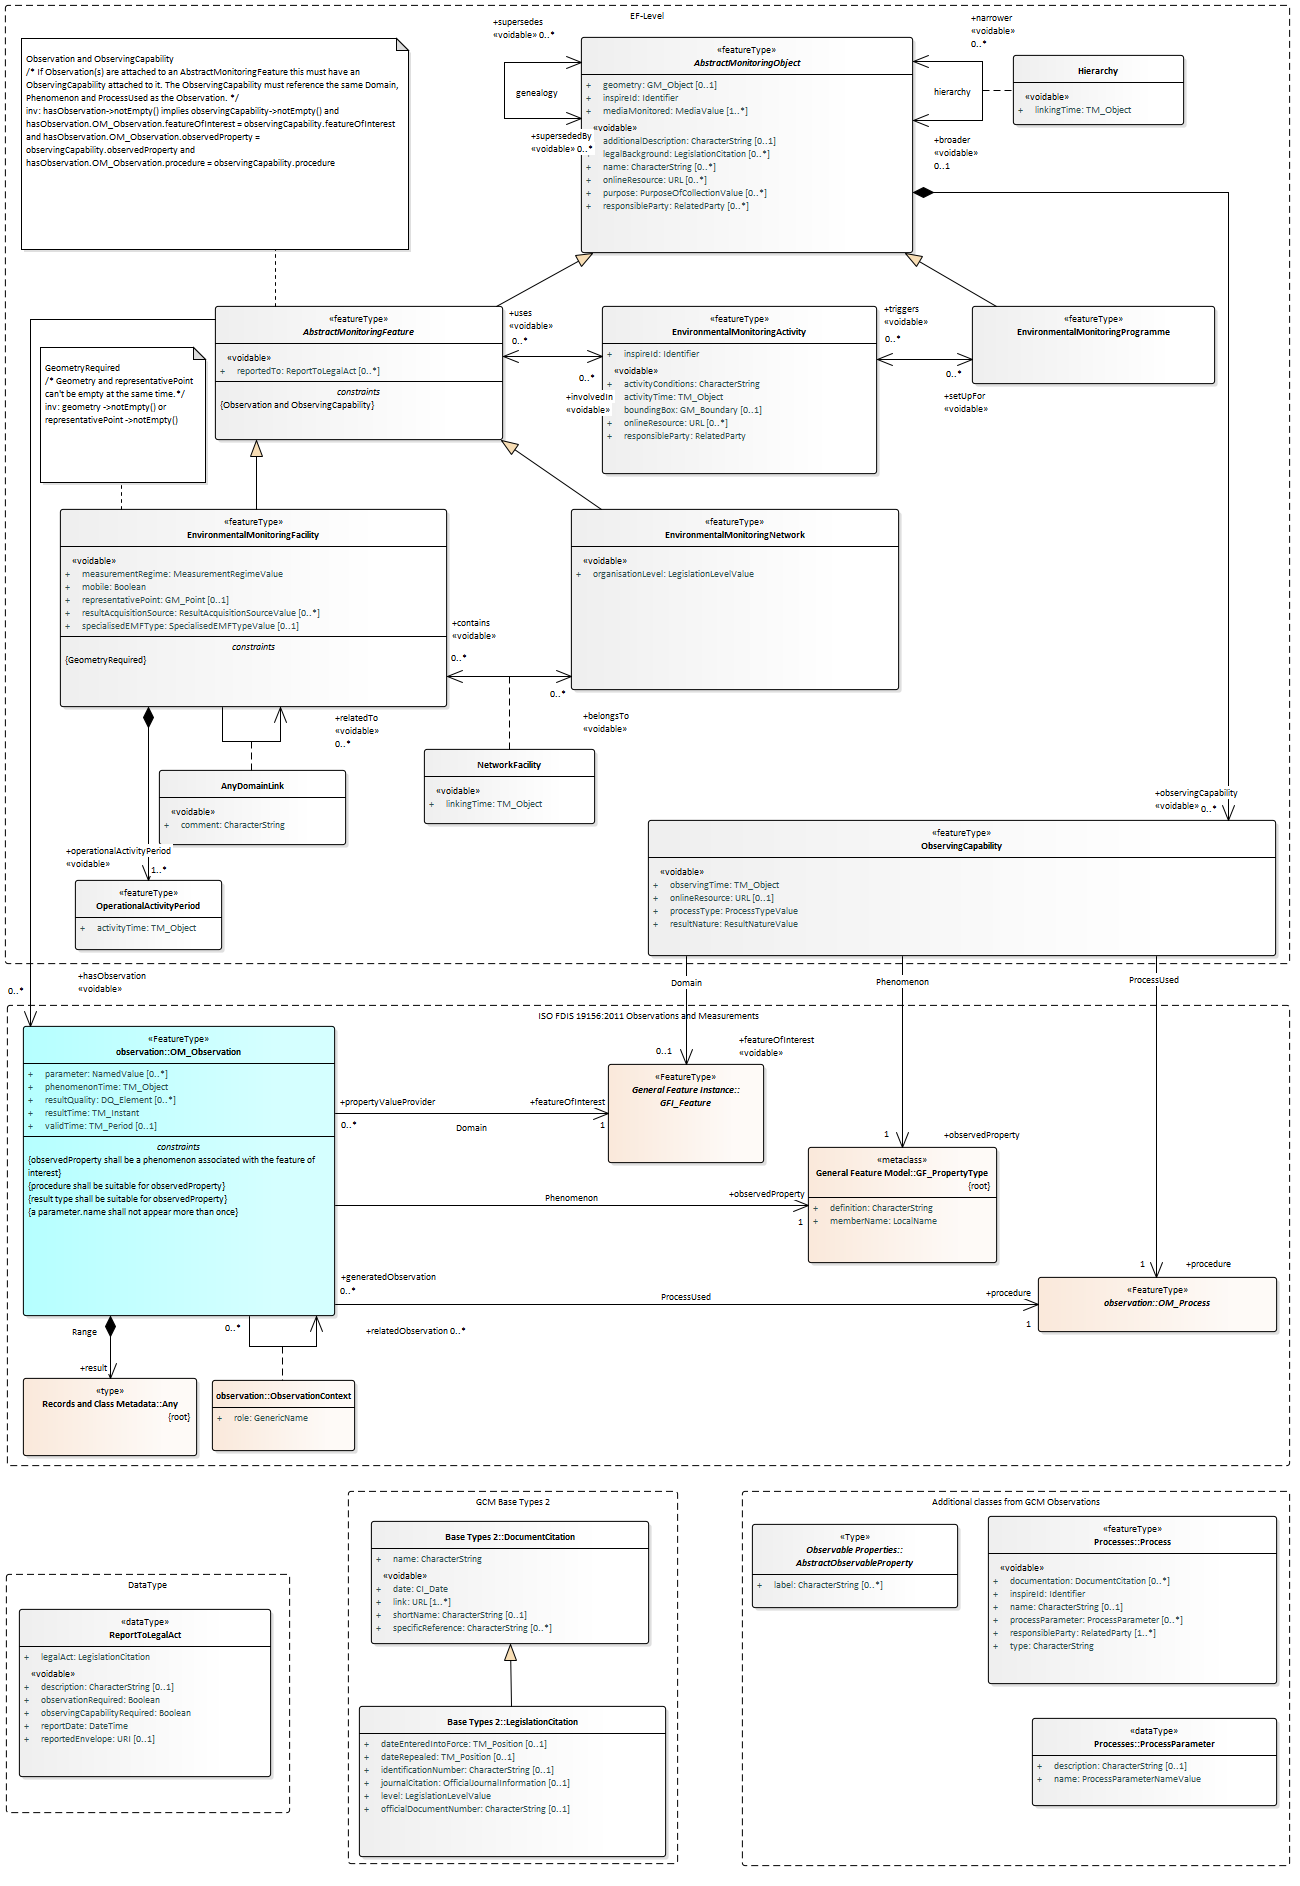 EF-Level
Observation and ObservingCapability
/* If Observation(s) are attached to an AbstractMonitoringFeature this must have an
ObservingCapability attached to it. The ObservingCapability must reference the same Domain,
Phenomenon and ProcessUsed as the Observation. */
inv: hasObservation->notEmpty() implies observingCapability->notEmpty() and
hasObservation.OM_Observation.featureOfInterest = observingCapability.featureOfInterest
and hasObservation.OM_Observation.observedProperty =
observingCapability.observedProperty and
hasObservation.OM_Observation.procedure = observingCapability.procedure
+supersedes
«voidable» 0..*
genealogy
+supersededBy
«voidable» 0..*
«featureType»
AbstractMonitoringObject
+ geometry: GM_Object [0..1]
+ inspireId: Identifier
+ mediaMonitored: MediaValue [1..*]
«voidable»
additionalDescription: CharacterString [0..1]
legalBackground: LegislationCitation [0..*]
+ name: CharacterString [0..*]
+ onlineResource: URL [0..*]
+ purpose: PurposeOfCollectionValue [0..*]
+ responsibleParty: RelatedParty [0..*]
+narrower
«voidable»
0..*
hierarchy
+broader
«voidable»
0..1
Hierarchy
«voidable»
+ linkingTime: TM_Object
«featureType»
AbstractMonitoringFeature
«voidable»
+ reportedTo: ReportToLegalAct [0..*]
constraints
{Observation and ObservingCapability}
+uses
«voidable»
0..*
0..*
+involvedIn
«voidable»
«featureType»
EnvironmentalMonitoringActivity
+ inspireId: Identifier
«voidable»
+ activityConditions: CharacterString
activityTime: TM_Object
boundingBox: GM_Boundary [0..1]
+ onlineResource: URL [0..*]
+ responsibleParty: RelatedParty
+triggers
«voidable»
0..*
0..*
+setUpFor
«voidable»
«featureType»
EnvironmentalMonitoringProgramme
GeometryRequired
/* Geometry and representativePoint
can't be empty at the same time.*/
inv: geometry ->notEmpty() or
representativePoint ->notEmpty()
«featureType»
EnvironmentalMonitoringFacility
«voidable»
+ measurementRegime: MeasurementRegimeValue
+ mobile: Boolean
+ representativePoint: GM_Point [0..1]
+ resultAcquisitionSource: ResultAcquisitionSourceValue [0..*]
+ specialisedEMFType: SpecialisedEMFTypeValue [0..1]
constraints
{GeometryRequired}
«featureType»
EnvironmentalMonitoringNetwork
«voidable»
+ organisationLevel: LegislationLevelValue
+contains
«voidable»
0..*
0..*
+belongsTo
«voidable»
+relatedTo
«voidable»
0..*
NetworkFacility
«voidable»
+ linkingTime: TM_Object
AnyDomainLink
«voidable»
+ comment: CharacterString
+operationalActivityPeriod
«voidable»
1..*
«featureType»
OperationalActivityPeriod
+ activityTime: TM_Object
+observingCapability
«voidable» 0..*
«featureType»
ObservingCapability
«voidable»
+ observingTime: TM_Object
+ onlineResource: URL [0..1]
+ processType: ProcessTypeValue
+ resultNature: ResultNatureValue
+hasObservation
«voidable»
0..*
Domain
Phenomenon
ProcessUsed
ISO FDIS 19156:2011 Observations and Measurements
«FeatureType»
observation::OM_Observation
+ parameter: NamedValue [0..*]
+ phenomenonTime: TM_Object
+ resultQuality: DQ_Element [0..*]
+ resultTime: TM_Instant
+ validTime: TM_Period [0..1]
constraints
{observedProperty shall be a phenomenon associated with the feature of
interest}
{procedure shall be suitable for observedProperty}
{result type shall be suitable for observedProperty}
{a parameter.name shall not appear more than once}
0..1
+featureOfInterest
«voidable»
«FeatureType»
General Feature Instance::
GFI_Feature
+propertyValueProvider
0..*
Domain
+featureOfInterest
1
1
+observedProperty
«metaclass»
General Feature Model::GF_PropertyType
{root}
+ definition: CharacterString
+ memberName: LocalName
Phenomenon
+observedProperty
1
1
+procedure
«FeatureType»
observation::OM_Process
+generatedObservation
0..*
ProcessUsed
+procedure
1
Range
+result
0..*
+relatedObservation 0..*
«type»
Records and Class Metadata::Any
{root}
observation::ObservationContext
+ role: GenericName
DataType
«dataType»
ReportToLegalAct
+ legalAct: LegislationCitation
«voidable»
+ description: CharacterString [0..1]
+ observationRequired: Boolean
+ observingCapabilityRequired: Boolean
+ reportDate: DateTime
+ reportedEnvelope: URI [0..1]
GCM Base Types 2
Base Types 2::DocumentCitation
+ name: CharacterString
«voidable»
+ date: CI_Date
+ link: URL [1..*]
+ shortName: CharacterString [0..1]
+ specificReference: CharacterString [0..*]
Base Types 2::LegislationCitation
+ dateEnteredIntoForce: TM_Position [0..1]
+ dateRepealed: TM_Position [0..1]
+ identificationNumber: CharacterString [0..1]
+ journalCitation: OfficialJournalInformation [0..1]
+ level: LegislationLevelValue
+ officialDocumentNumber: CharacterString [0..1]
Additional classes from GCM Observations
«Type»
Observable Properties::
AbstractObservableProperty
+ label: CharacterString [0..*]
«featureType»
Processes::Process
«voidable»
+ documentation: DocumentCitation [0..*]
+ inspireId: Identifier
+ name: CharacterString [0..1]
+ processParameter: ProcessParameter [0..*]
+ responsibleParty: RelatedParty [1..*]
+ type: CharacterString
«dataType»
Processes::ProcessParameter
+ description: CharacterString [0..1]
+ name: ProcessParameterNameValue